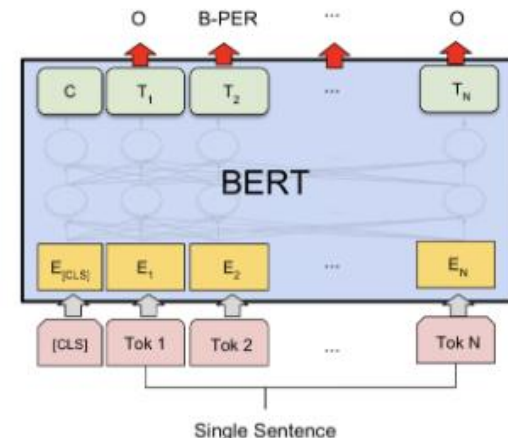 O B-PER ... O
C T1 T2 ... TN
BERT
E[CLS] E1 E2 ... EN
[CLS] Tok 1 Tok 2 ... Tok N
Single Sentence